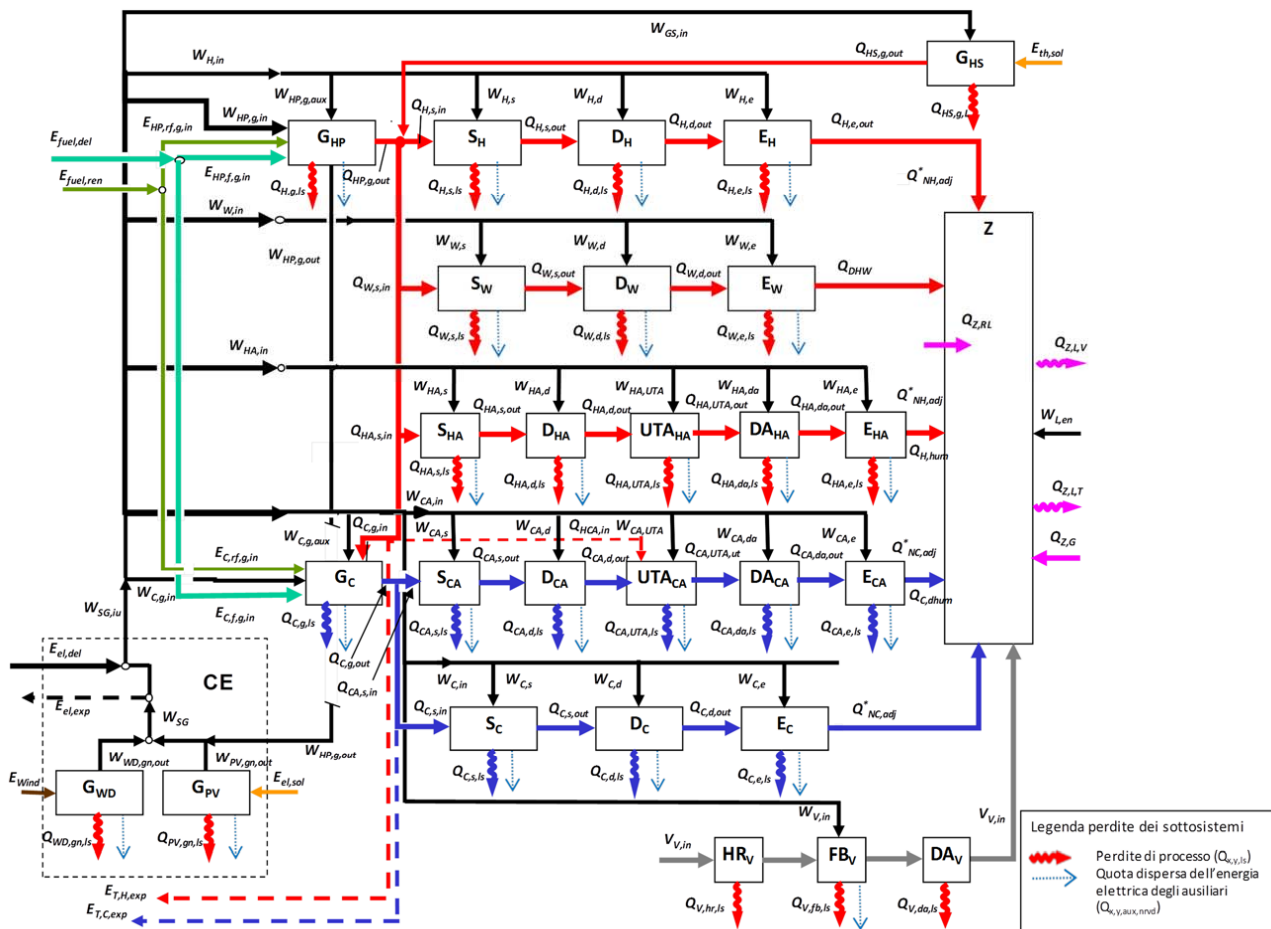 W_GS,in
W_H,in
Q_HS,g,out
G_HS
E_th,sol
W_HP,g,aux
W_H,s
W_H,d
W_H,e
Q_HS,g,l
W_HP,g,in
Q_H,s,in
E_HP,rf,g,in
G_HP
S_H
Q_H,s,out
D_H
Q_H,d,out
E_H
Q_H,e,out
E_fuel,del
E_HP,f,g,in
Q_HP,g,out
E_fuel,ren
Q_H,g,ls
Q_H,s,ls
Q_H,d,ls
Q_H,e,ls
Q*_NH,adj
W_W,in
Z
W_HP,g,out
W_W,s
W_W,d
W_W,e
Q_W,s,in
S_W
Q_W,s,out
D_W
Q_W,d,out
E_W
Q_DHW
Q_W,s,ls
Q_W,d,ls
Q_W,e,ls
Q_Z,RL
Q_Z,L,V
W_HA,in
W_HA,s
W_HA,d
W_HA,UTA
W_HA,da
W_HA,e
Q*_NH,adj
Q_HA,s,out
Q_HA,d,out
Q_HA,UTA,out
Q_HA,da,out
W_L,en
Q_HA,s,in
S_HA
D_HA
UTA_HA
DA_HA
E_HA
Q_H,hum
Q_HA,s,ls
Q_HA,d,ls
Q_HA,UTA,ls
Q_HA,da,ls
Q_HA,e,ls
Q_Z,L,T
W_CA,in
W_C,g,aux
Q_C,g,in
W_CA,s
W_CA,d
Q_HCA,in
W_CA,UTA
W_CA,da
W_CA,e
Q*_NC,adj
Q_Z,G
E_C,rf,g,in
Q_CA,s,out
Q_CA,d,out
Q_CA,UTA,ut
Q_CA,da,out
W_C,g,in
G_C
S_CA
D_CA
UTA_CA
DA_CA
E_CA
Q_C,dhum
W_SG,iu
E_C,f,g,in
Q_C,g,ls
Q_CA,s,ls
Q_CA,d,ls
Q_CA,UTA,ls
Q_CA,da,ls
Q_CA,e,ls
E_el,del
CE
Q_C,g,out
Q_CA,s,in
W_C,in
W_C,s
W_C,d
W_C,e
E_el,exp
W_SG
Q_C,s,in
S_C
Q_C,s,out
D_C
Q_C,d,out
E_C
Q*_NC,adj
W_WD,gn,out
W_PV,gn,out
W_HP,g,out
Q_C,s,ls
Q_C,d,ls
Q_C,e,ls
E_Wind
G_WD
G_PV
E_el,sol
W_V,in
V_V,in
Q_WD,gn,ls
Q_PV,gn,ls
V_V,in
HR_V
FB_V
DA_V
Q_V,hr,ls
Q_V,fb,ls
Q_V,da,ls
E_T,H,exp
E_T,C,exp
Legenda perdite dei sottosistemi
Perdite di processo (Q_x,y,ls)
Quota dispersa dell'energia
elettrica degli ausiliari
(Q_x,y,aux,nrvd)